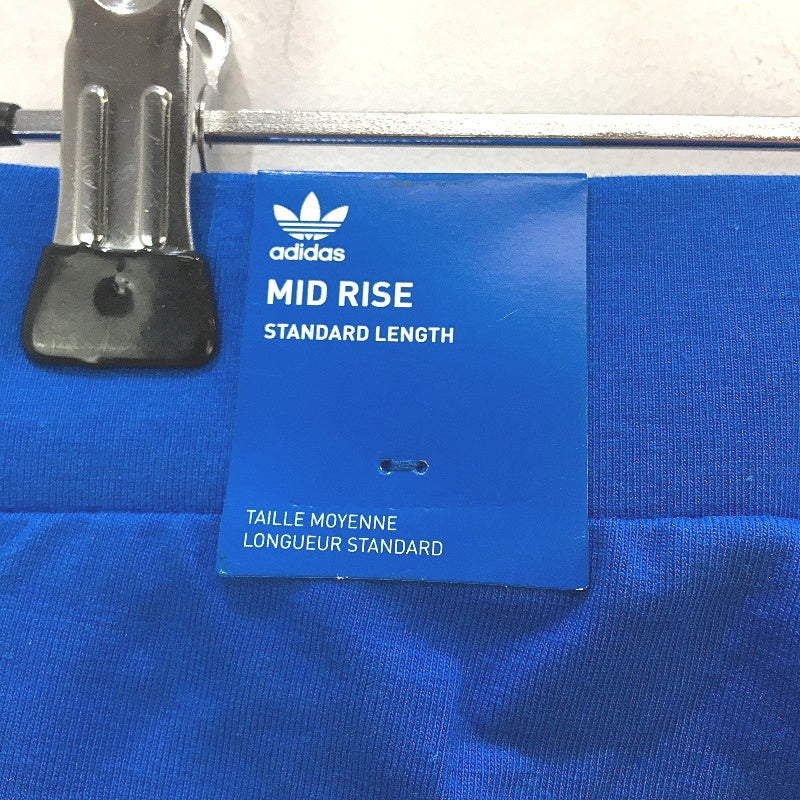 adidas
MID RISE
STANDARD LENGTH
TAILLE MOYENNE
LONGUEUR STANDARD